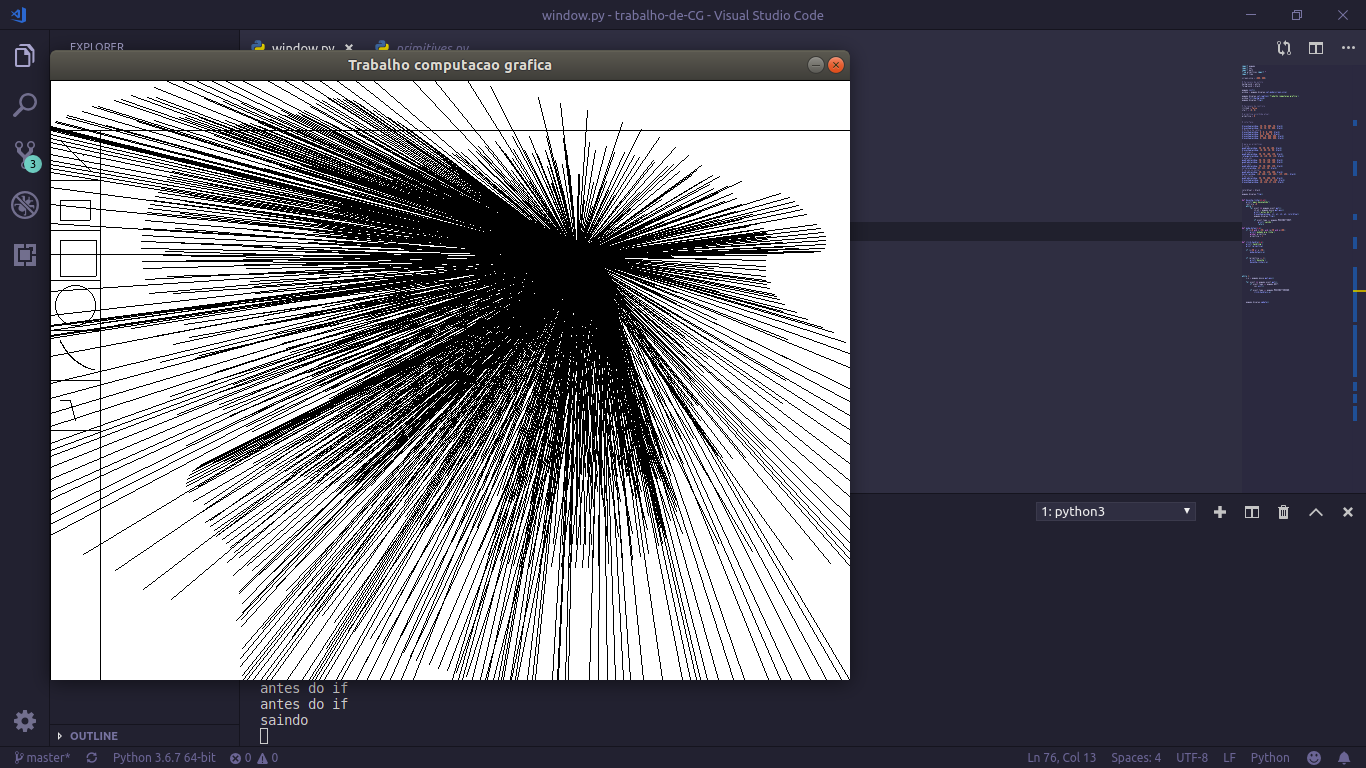 window.py - trabalho-de-CG - Visual Studio Code
EXPLORER
window.py
primitives.py
Trabalho computacao grafica
3
1: python3
antes do if
antes do if
saindo
OUTLINE
master*
Python 3.6.7 64-bit
0
0
Ln 76, Col 13
Spaces: 4
UTF-8
LF
Python